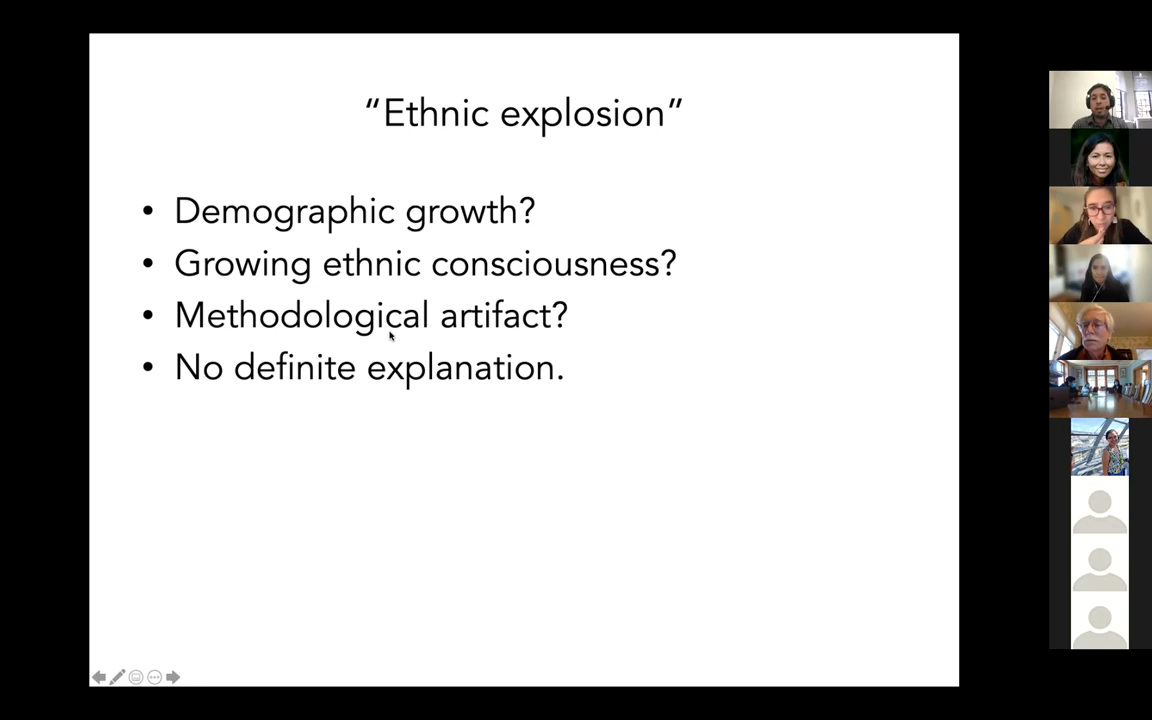 “Ethnic explosion”
• Demographic growth?
• Growing ethnic consciousness?
• Methodological artifact?
• No definite explanation.